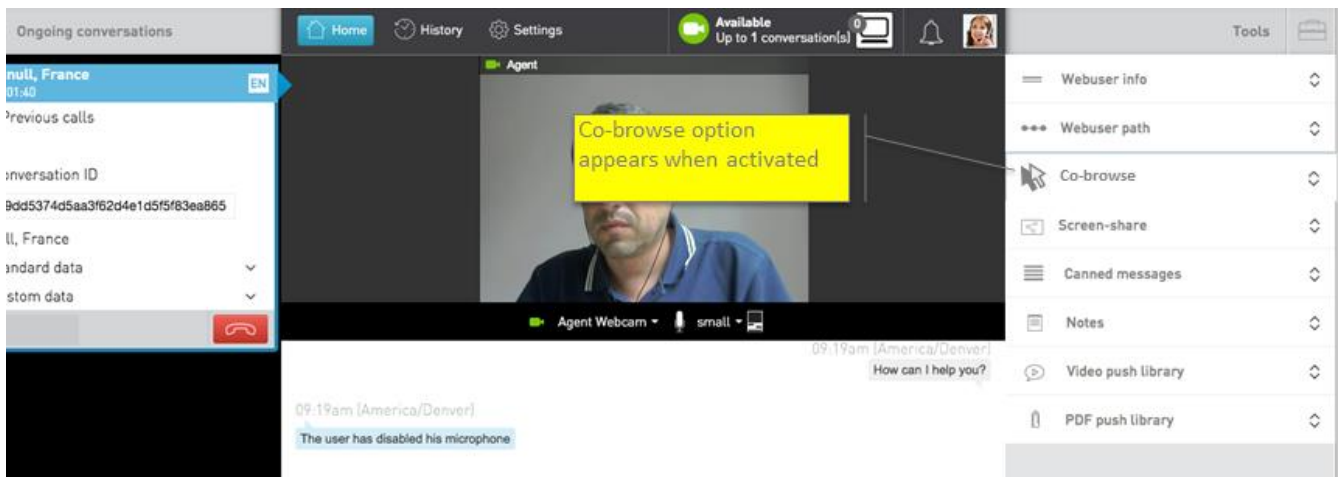 Ongoing conversations
Home
History
Settings
Available
Up to 1 conversation(s)
0
Tools
null, France
01:40
EN
Previous calls
onversation ID
9dd5374d5aa3f62d4e1d5f5f83ea865
ll, France
andard data
stom data
Agent
Co-browse option
appears when activated
Agent Webcam
small
09:19am (America/Denver)
How can I help you?
09:19am (America/Denver)
The user has disabled his microphone
Webuser info
Webuser path
Co-browse
Screen-share
Canned messages
Notes
Video push library
PDF push library